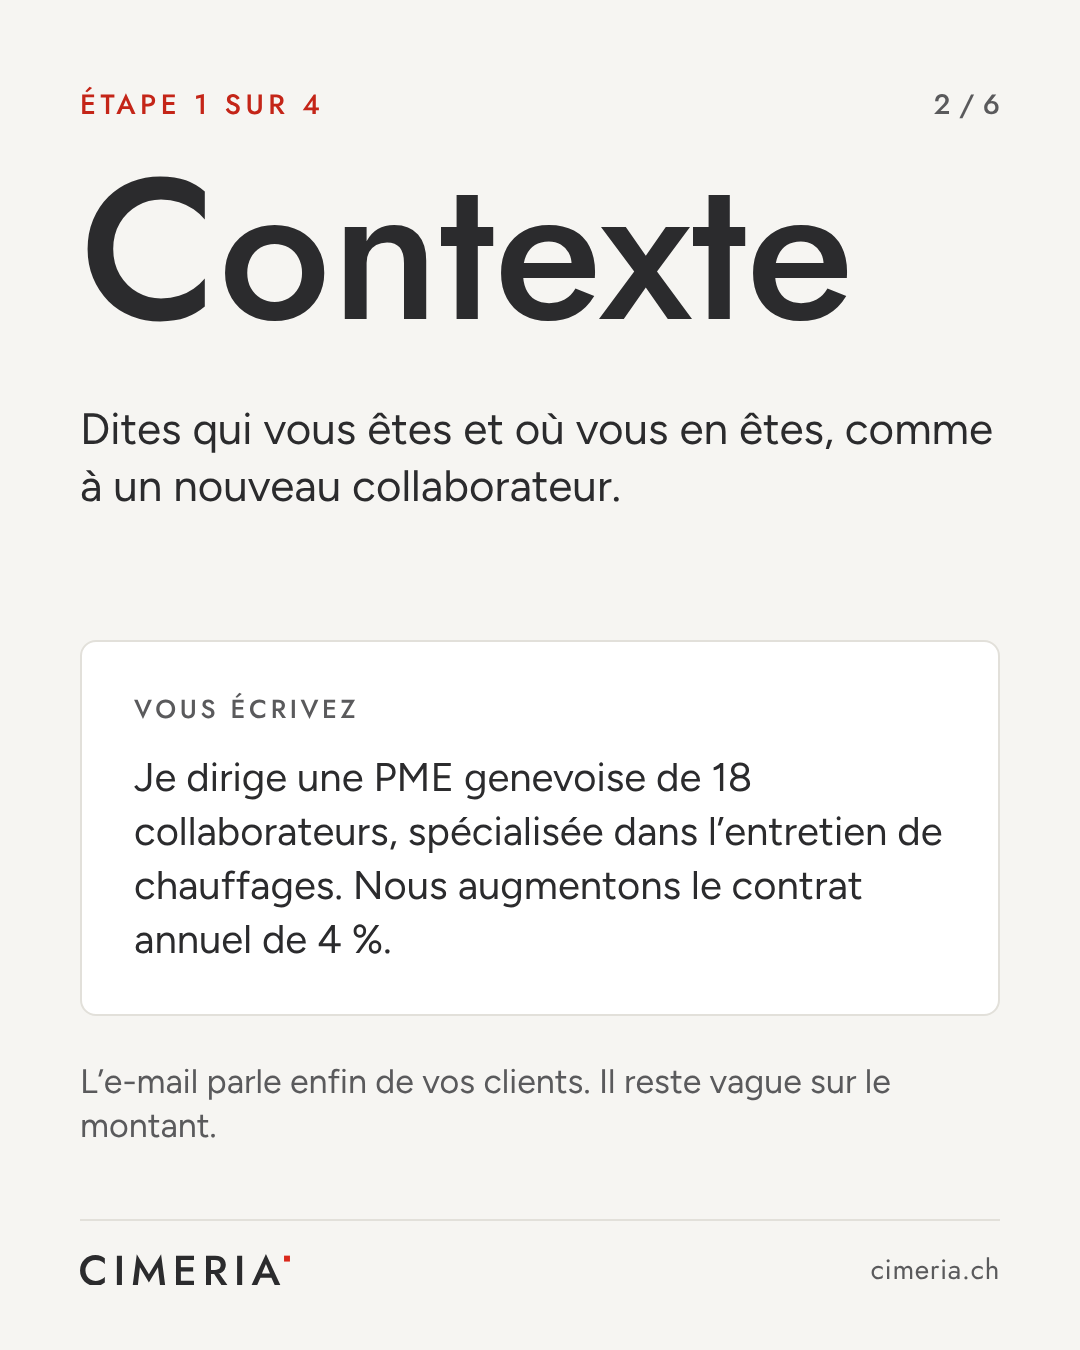 ÉTAPE 1 SUR 4
2 / 6
Contexte
Dites qui vous êtes et où vous en êtes, comme
à un nouveau collaborateur.
VOUS ÉCRIVEZ
Je dirige une PME genevoise de 18
collaborateurs, spécialisée dans l’entretien de
chauffages. Nous augmentons le contrat
annuel de 4 %.
L’e-mail parle enfin de vos clients. Il reste vague sur le
montant.
CIMERIA
cimeria.ch